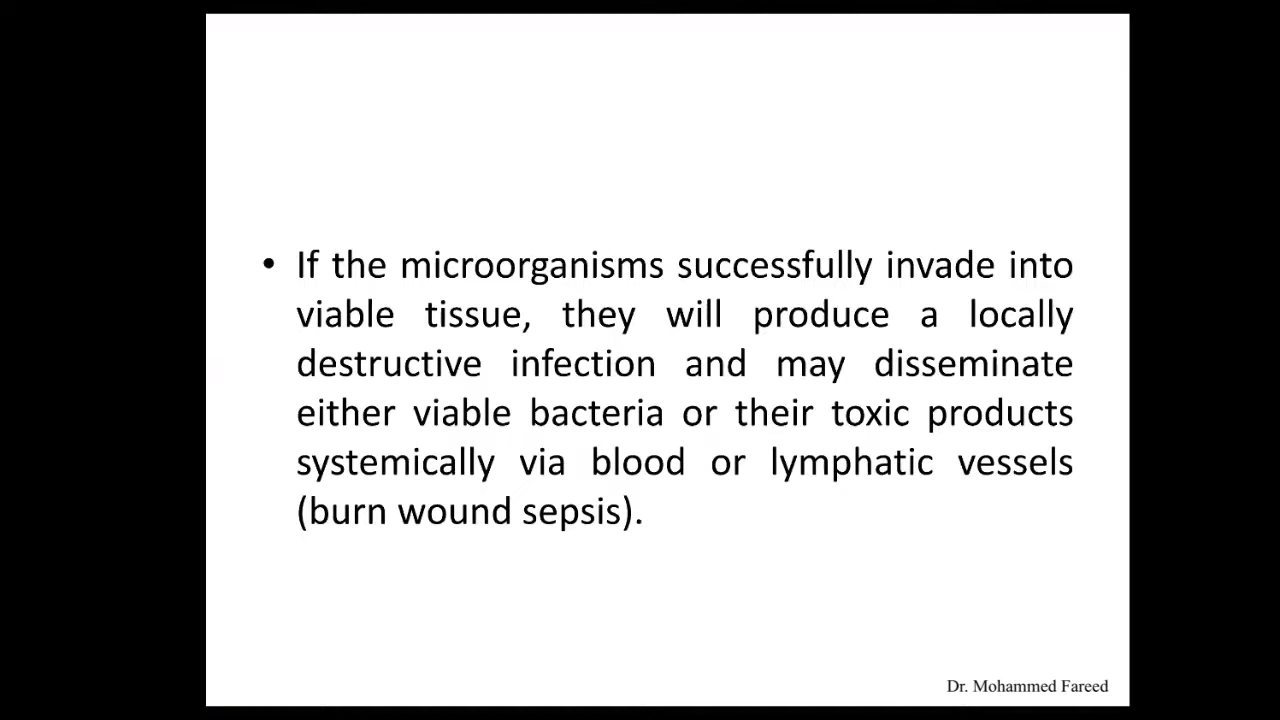 • If the microorganisms successfully invade into
viable tissue, they will produce a locally
destructive infection and may disseminate
either viable bacteria or their toxic products
systemically via blood or lymphatic vessels
(burn wound sepsis).
Dr. Mohammed Fareed